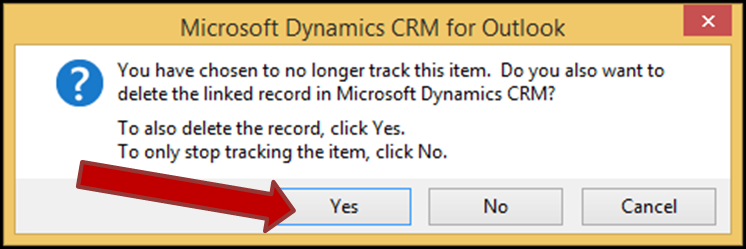 Microsoft Dynamics CRM for Outlook
You have chosen to no longer track this item.  Do you also want to
delete the linked record in Microsoft Dynamics CRM?
To also delete the record, click Yes.
To only stop tracking the item, click No.
Yes
No
Cancel